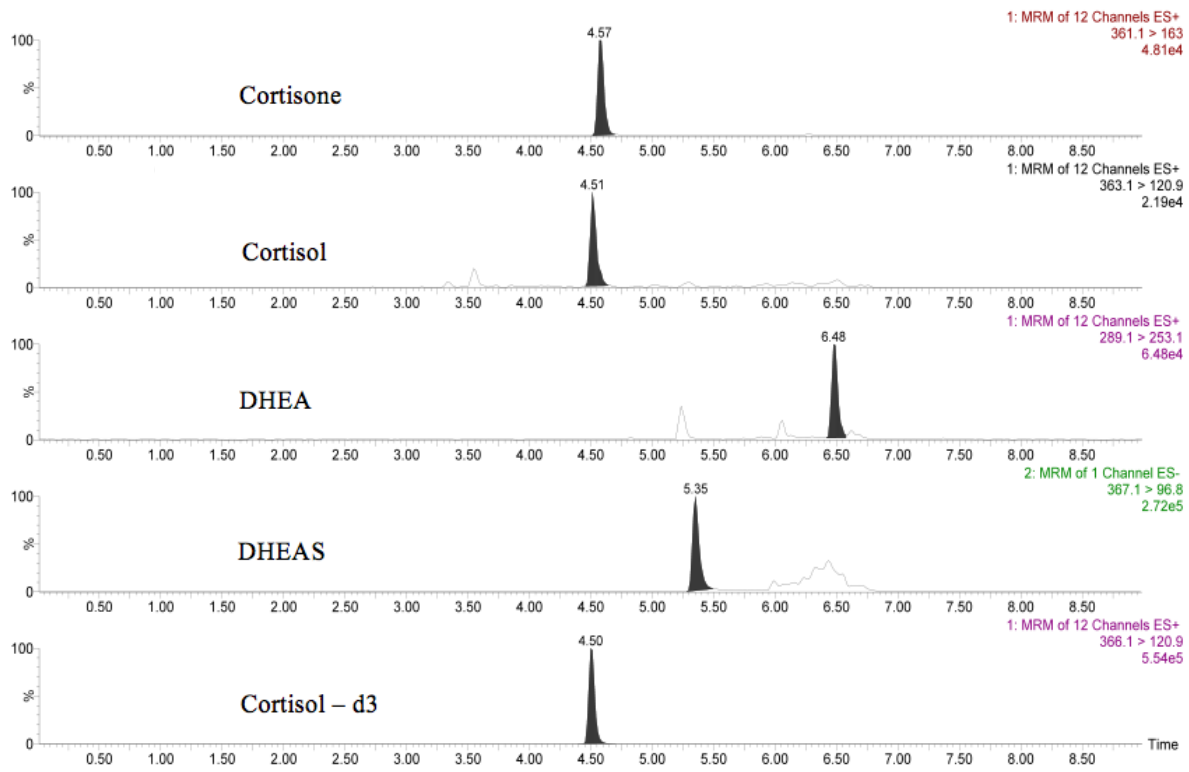 1: MRM of 12 Channels ES+
361.1 > 163
4.81e4
100
4.57
%
Cortisone
0
0.50 1.00 1.50 2.00 2.50 3.00 3.50 4.00 4.50 5.00 5.50 6.00 6.50 7.00 7.50 8.00 8.50
1: MRM of 12 Channels ES+
363.1 > 120.9
2.19e4
100
4.51
%
Cortisol
0
0.50 1.00 1.50 2.00 2.50 3.00 3.50 4.00 4.50 5.00 5.50 6.00 6.50 7.00 7.50 8.00 8.50
1: MRM of 12 Channels ES+
289.1 > 253.1
6.48e4
100
6.48
%
DHEA
0
0.50 1.00 1.50 2.00 2.50 3.00 3.50 4.00 4.50 5.00 5.50 6.00 6.50 7.00 7.50 8.00 8.50
2: MRM of 1 Channel ES-
367.1 > 96.8
2.72e5
100
5.35
%
DHEAS
0
0.50 1.00 1.50 2.00 2.50 3.00 3.50 4.00 4.50 5.00 5.50 6.00 6.50 7.00 7.50 8.00 8.50
1: MRM of 12 Channels ES+
366.1 > 120.9
5.54e5
100
4.50
%
Cortisol – d3
0
Time
0.50 1.00 1.50 2.00 2.50 3.00 3.50 4.00 4.50 5.00 5.50 6.00 6.50 7.00 7.50 8.00 8.50